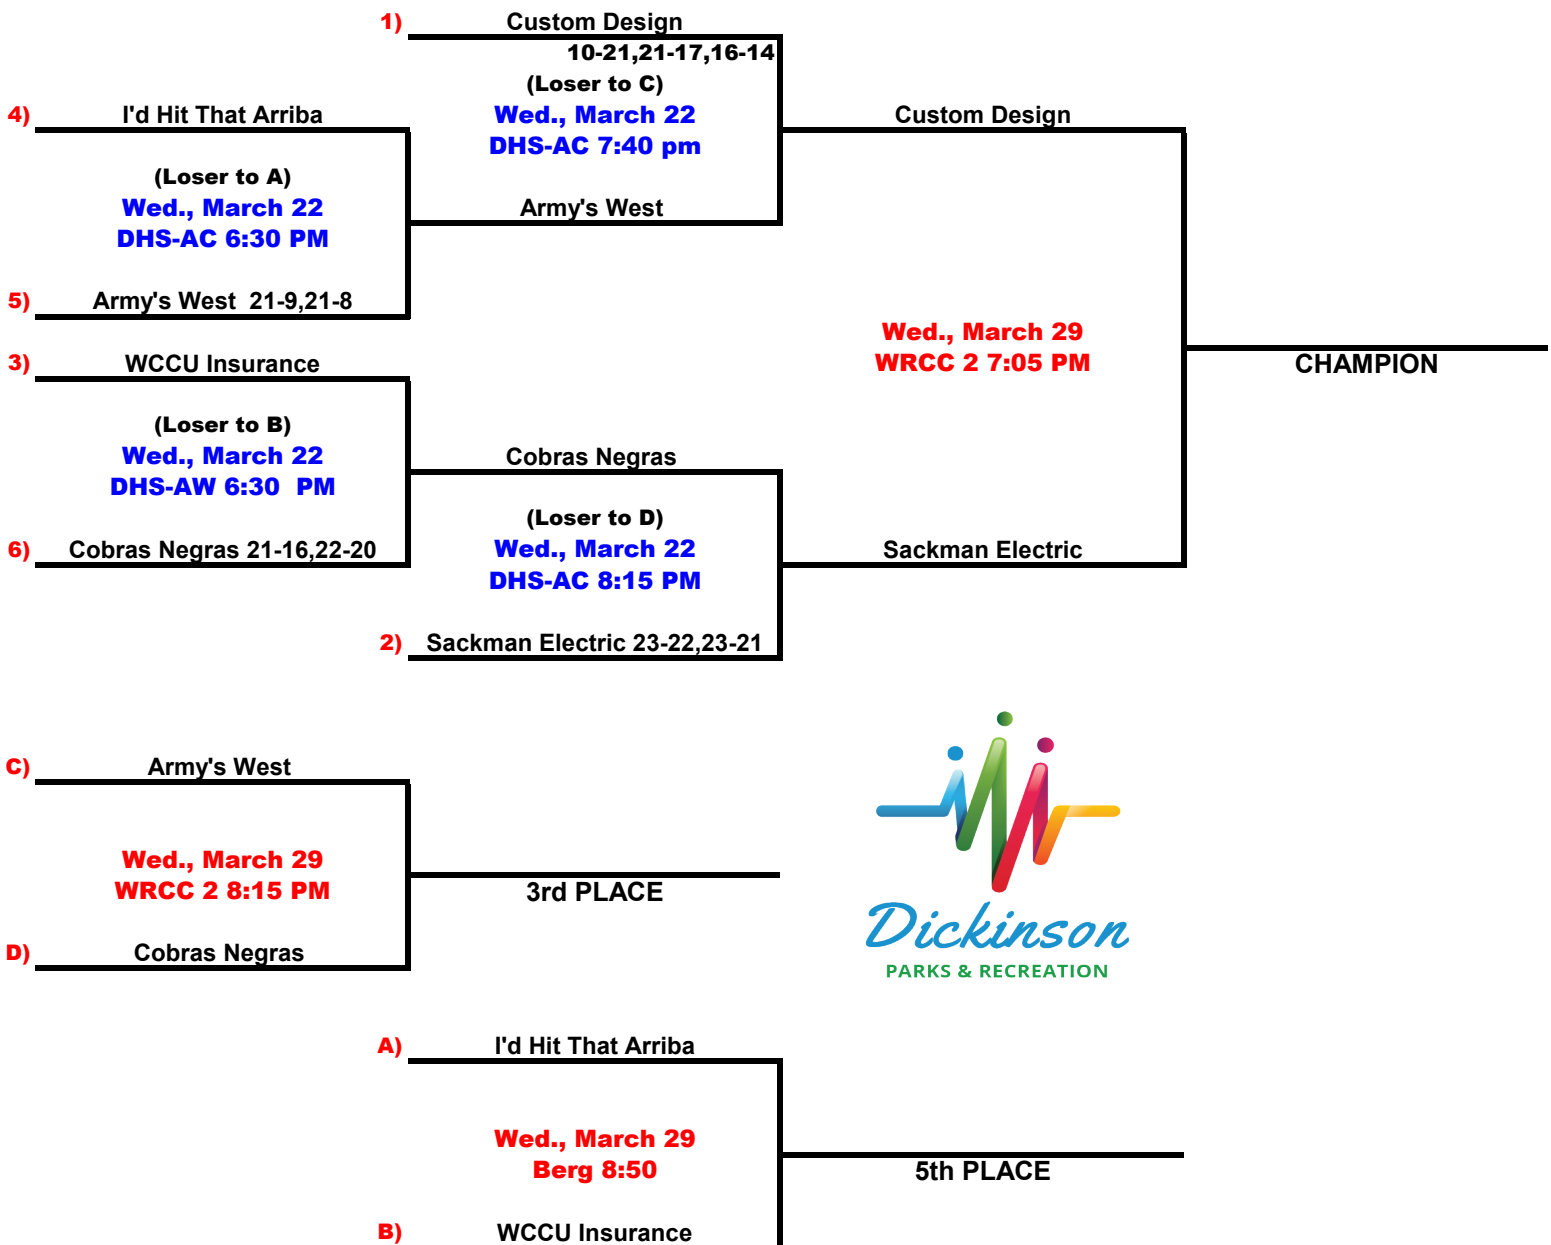 1) Custom Design
10-21,21-17,16-14
(Loser to C)
4) I'd Hit That Arriba
Wed., March 22
Custom Design
DHS-AC 7:40 pm
(Loser to A)
Wed., March 22
Army's West
DHS-AC 6:30 PM
5) Army's West  21-9,21-8
Wed., March 29
3) WCCU Insurance
WRCC 2 7:05 PM
CHAMPION
(Loser to B)
Wed., March 22
Cobras Negras
DHS-AW 6:30  PM
(Loser to D)
6) Cobras Negras 21-16,22-20
Wed., March 22
Sackman Electric
DHS-AC 8:15 PM
2) Sackman Electric 23-22,23-21
C) Army's West
Wed., March 29
WRCC 2 8:15 PM
3rd PLACE
D) Cobras Negras
Dickinson
PARKS & RECREATION
A) I'd Hit That Arriba
Wed., March 29
Berg 8:50
5th PLACE
B) WCCU Insurance